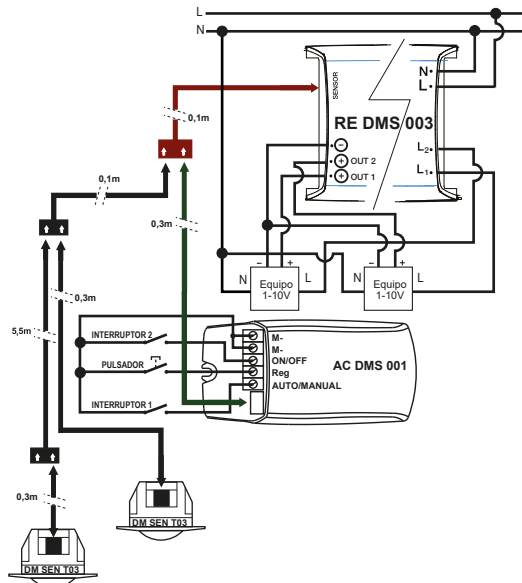 L
N
SENSOR
N
L
0,1m
RE DMS 003
OUT 2
OUT 1
L2
L1
0,1m
0,3m
N
-
+
L
N
-
+
L
Equipo
1-10V
Equipo
1-10V
0,3m
5,5m
INTERRUPTOR 2
PULSADOR
INTERRUPTOR 1
M-
M-
ON/OFF
Reg
AUTO/MANUAL
AC DMS 001
0,3m
DM SEN T03
DM SEN T03